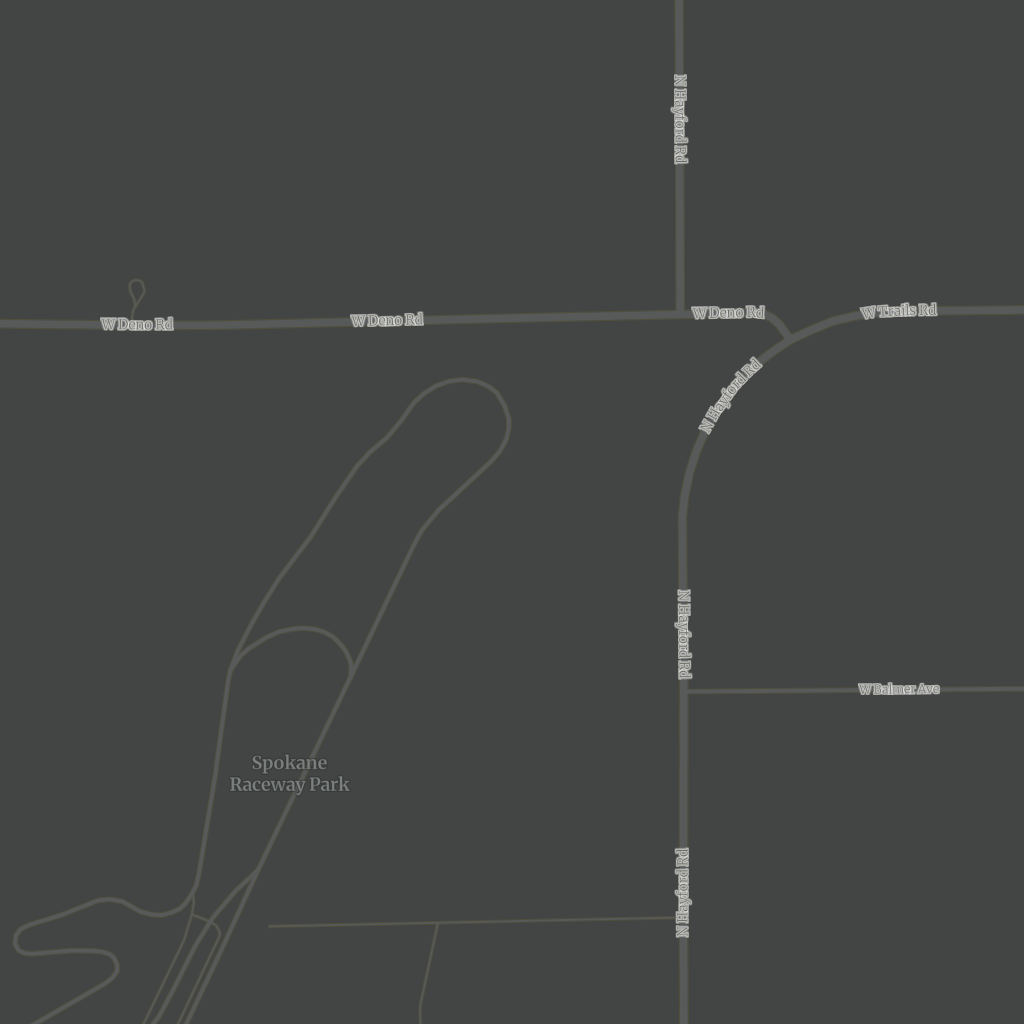 N Hayford Rd
W Deno Rd
W Deno Rd
W Deno Rd
W Trails Rd
N Hayford Rd
N Hayford Rd
W Balmer Ave
Spokane
Raceway Park
N Hayford Rd